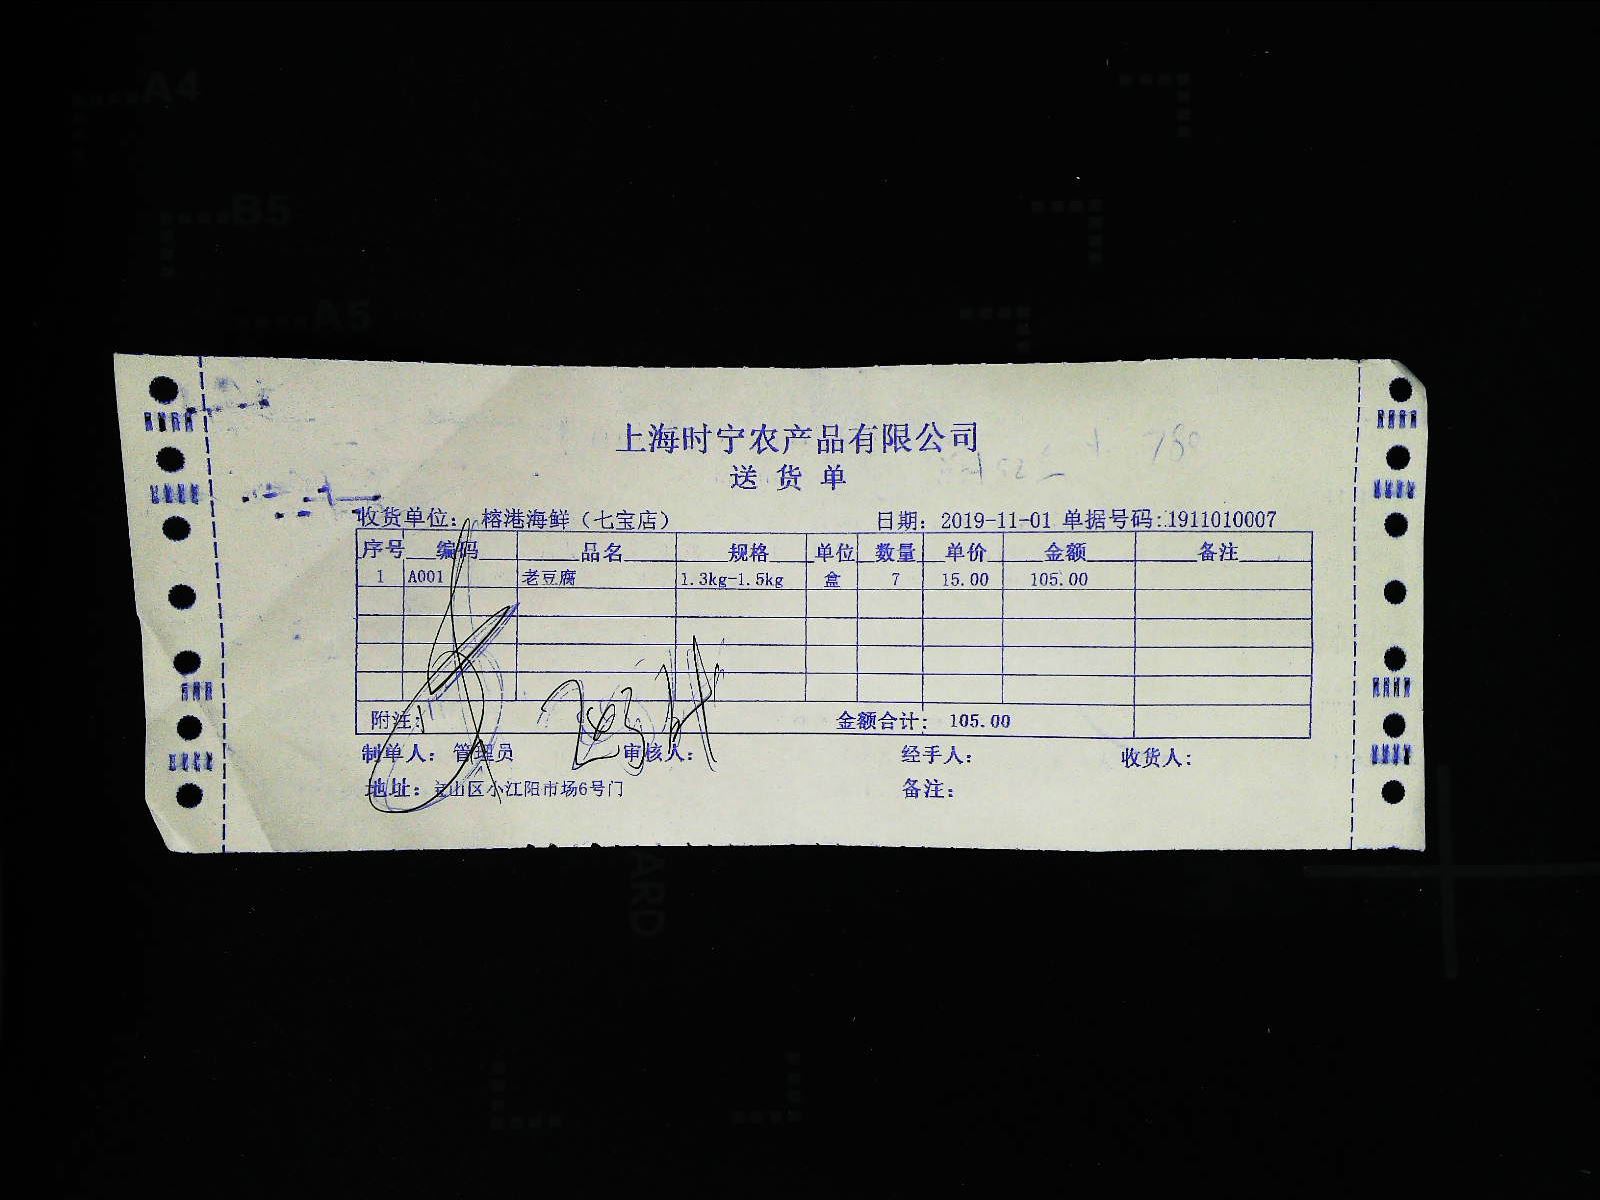 A4
B5
A5
上海时宁农产品有限公司
送货单
收货单位: 榕港海鲜（七宝店） 日期: 2019-11-01 单据号码:1911010007
序号 编码 品名 规格 单位 数量 单价 金额 备注
1 A001 老豆腐 1.3kg-1.5kg 盒 7 15.00 105.00
附注: 金额合计: 105.00
制单人: 管理员 审核人: 经手人: 收货人:
地址: 山区小江阳市场6号门 备注:
ARD